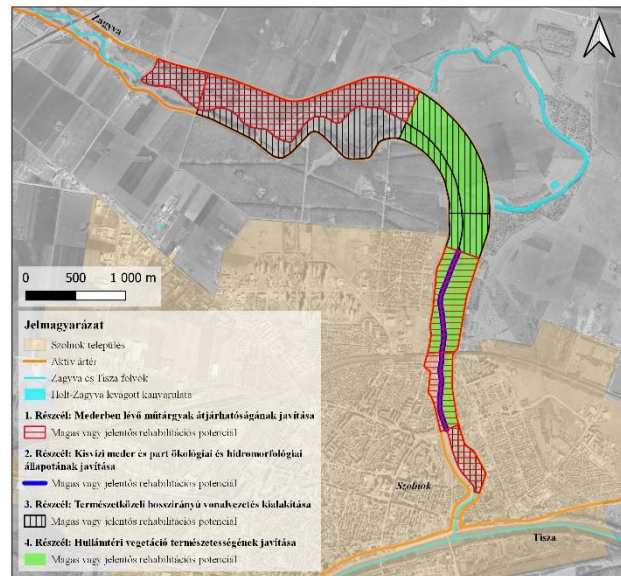 Zagyva
0 500 1 000 m
Jelmagyarázat
Szolnok település
Aktív ártér
Zagyva és Tisza folyók
Holt-Zagyva levágott kanyarulata
1. Részcél: Mederben lévő műtárgyak átjárhatóságának javítása
Magas vagy jelentős rehabilitációs potenciál
2. Részcél: Kisvízi meder és part ökológiai és hidromorfológiai
állapotának javítása
Magas vagy jelentős rehabilitációs potenciál
3. Részcél: Természetközeli hosszirányú vonalvezetés kialakítása
Magas vagy jelentős rehabilitációs potenciál
4. Részcél: Hullámtéri vegetáció természetességének javítása
Magas vagy jelentős rehabilitációs potenciál
Szolnok
Tisza